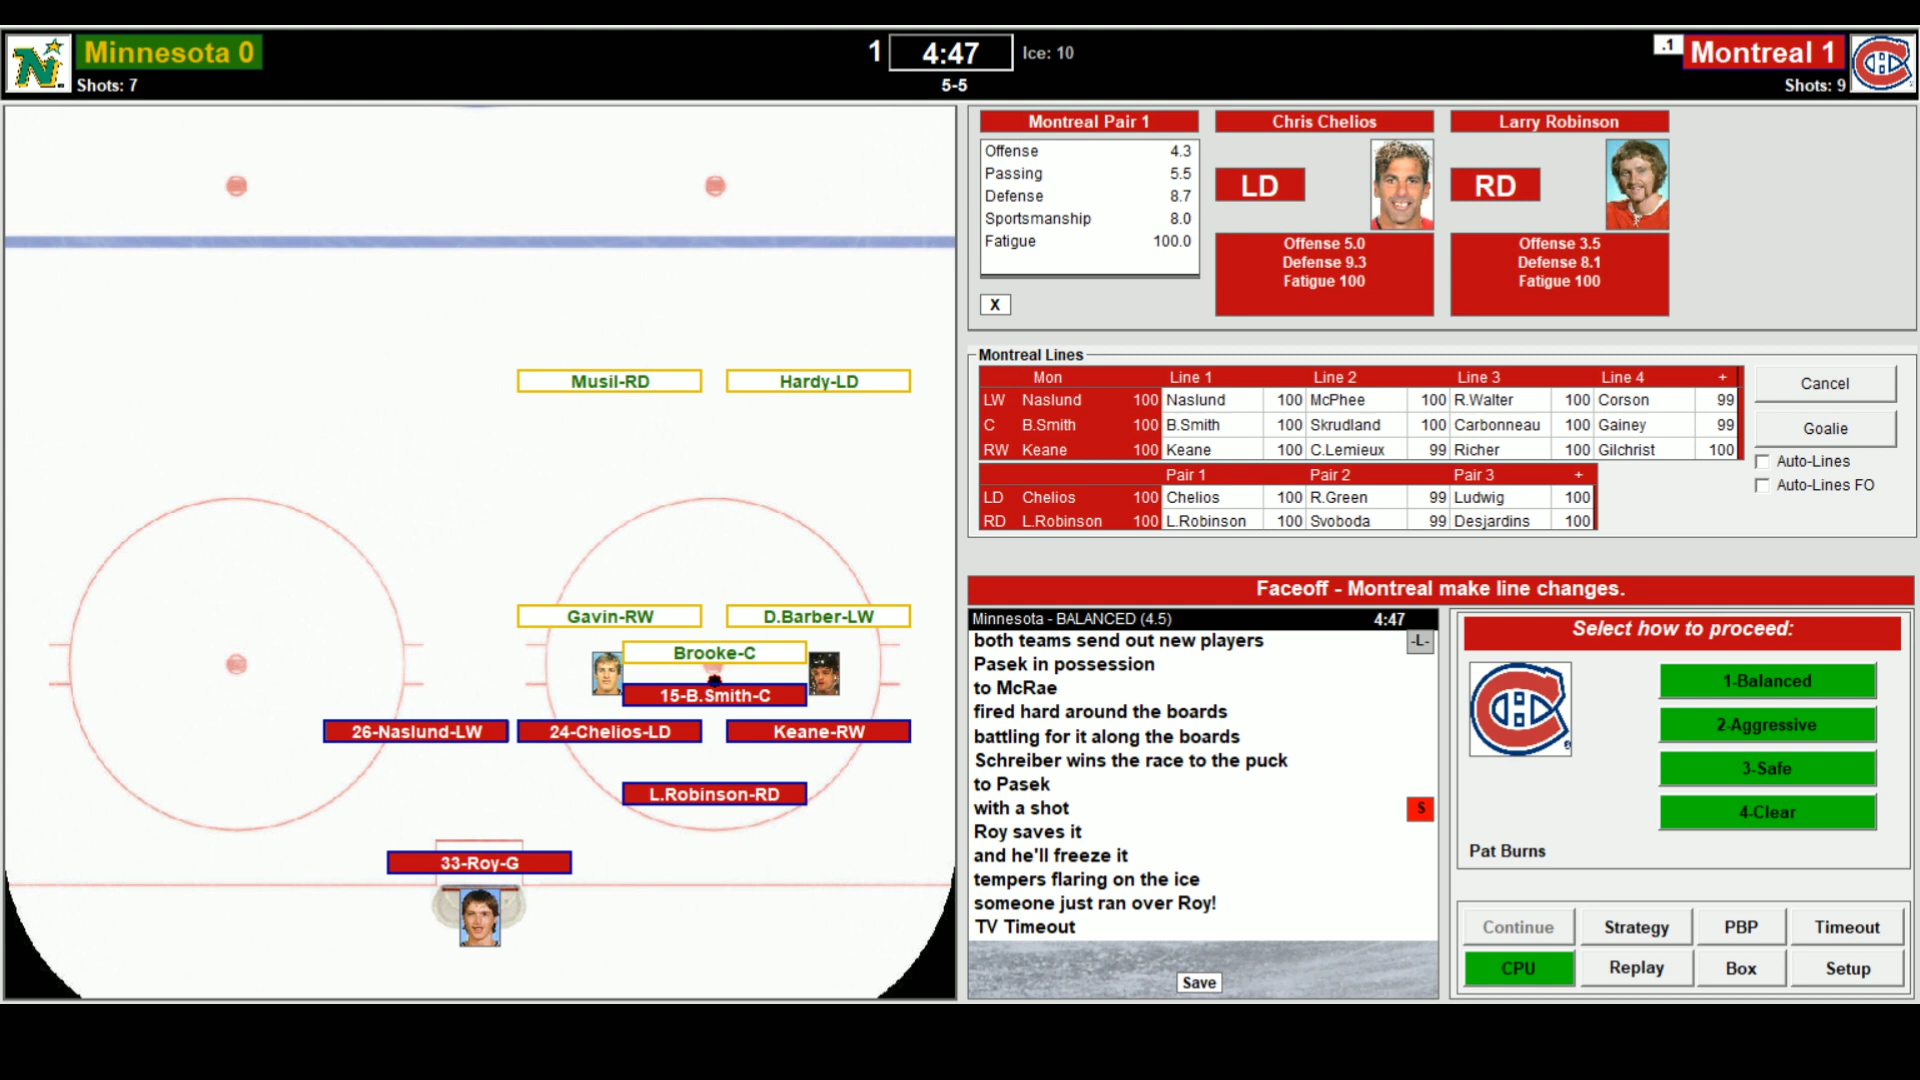 Minnesota 0
Shots: 7
1 4:47 Ice: 10
5-5
.1 Montreal 1
Shots: 9
Montreal Pair 1
Offense 4.3
Passing 5.5
Defense 8.7
Sportsmanship 8.0
Fatigue 100.0
X
Chris Chelios
LD
Offense 5.0
Defense 9.3
Fatigue 100
Larry Robinson
RD
Offense 3.5
Defense 8.1
Fatigue 100
Musil-RD Hardy-LD
Gavin-RW D.Barber-LW
Brooke-C
15-B.Smith-C
26-Naslund-LW 24-Chelios-LD Keane-RW
L.Robinson-RD
33-Roy-G
Montreal Lines
Mon Line 1 Line 2 Line 3 Line 4 +
LW Naslund 100 Naslund 100 McPhee 100 R.Walter 100 Corson 99
C B.Smith 100 B.Smith 100 Skrudland 100 Carbonneau 100 Gainey 99
RW Keane 100 Keane 100 C.Lemieux 99 Richer 100 Gilchrist 100
Pair 1 Pair 2 Pair 3 +
LD Chelios 100 Chelios 100 R.Green 99 Ludwig 100
RD L.Robinson 100 L.Robinson 100 Svoboda 99 Desjardins 100
Cancel
Goalie
Auto-Lines
Auto-Lines FO
Faceoff - Montreal make line changes.
Minnesota - BALANCED (4.5) 4:47
both teams send out new players -L-
Pasek in possession
to McRae
fired hard around the boards
battling for it along the boards
Schreiber wins the race to the puck
to Pasek
with a shot S
Roy saves it
and he'll freeze it
tempers flaring on the ice
someone just ran over Roy!
TV Timeout
Save
Select how to proceed:
1-Balanced
2-Aggressive
3-Safe
4-Clear
Pat Burns
Continue Strategy PBP Timeout
CPU Replay Box Setup